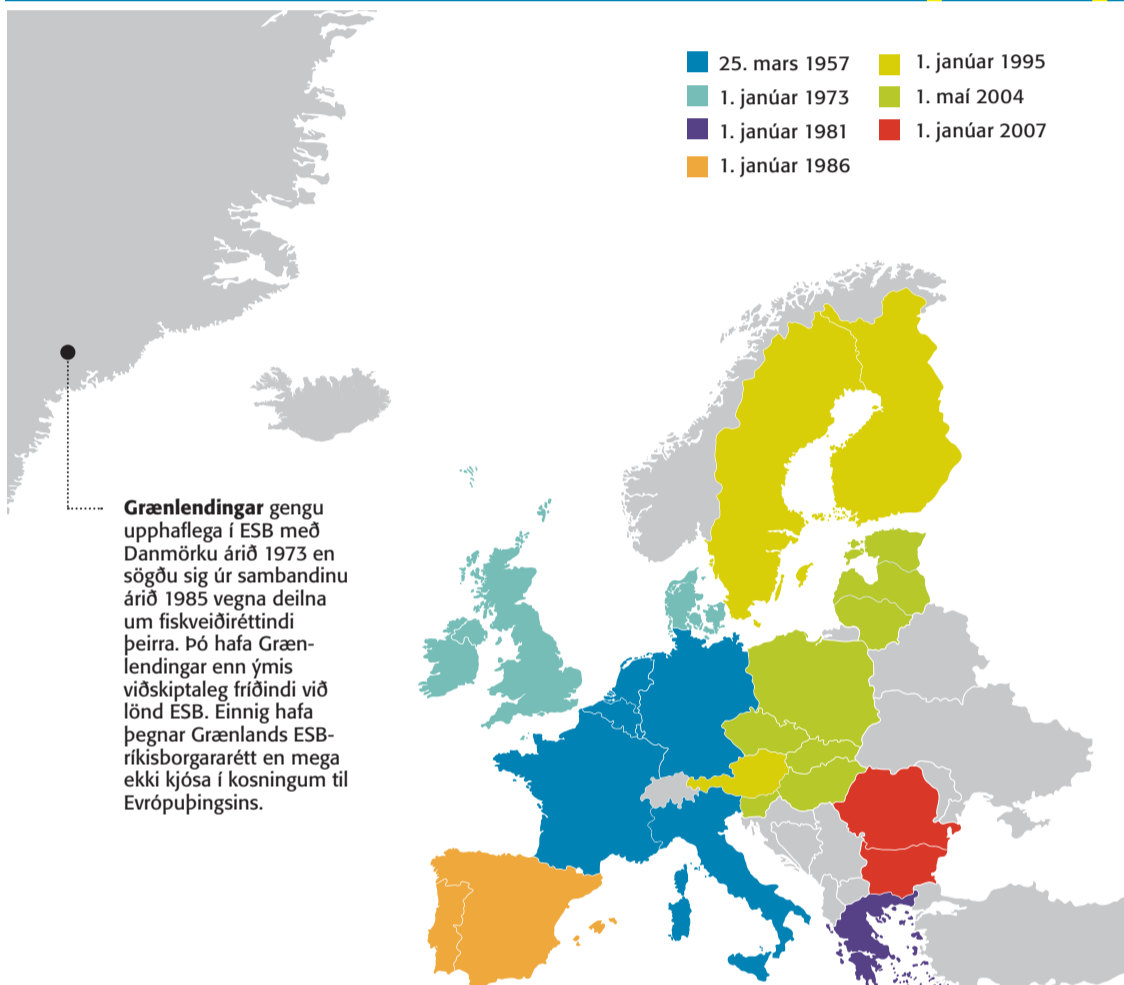 25. mars 1957
1. janúar 1973
1. janúar 1981
1. janúar 1986
1. janúar 1995
1. maí 2004
1. janúar 2007
Grænlendingar gengu
upphaflega í ESB með
Danmörku árið 1973 en
sögðu sig úr sambandinu
árið 1985 vegna deilna
um fiskveiðiréttindi
þeirra. Þó hafa Græn-
lendingar enn ýmis
viðskiptaleg fríðindi við
lönd ESB. Einnig hafa
þegnar Grænlands ESB-
ríkisborgararétt en mega
ekki kjósa í kosningum til
Evrópuþingsins.